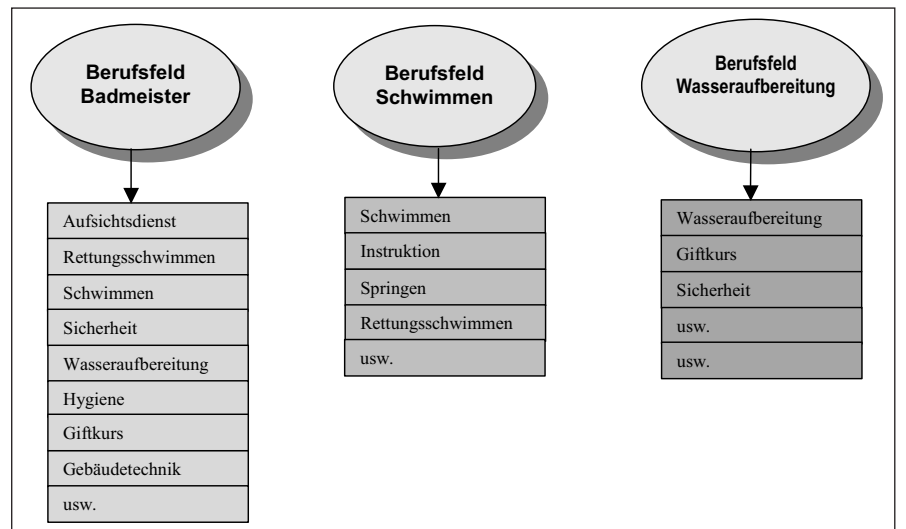 Berufsfeld
Badmeister
Aufsichtsdienst
Rettungsschwimmen
Schwimmen
Sicherheit
Wasseraufbereitung
Hygiene
Giftkurs
Gebäudetechnik
usw.
Berufsfeld
Schwimmen
Schwimmen
Instruktion
Springen
Rettungsschwimmen
usw.
Berufsfeld
Wasseraufbereitung
Wasseraufbereitung
Giftkurs
Sicherheit
usw.
usw.